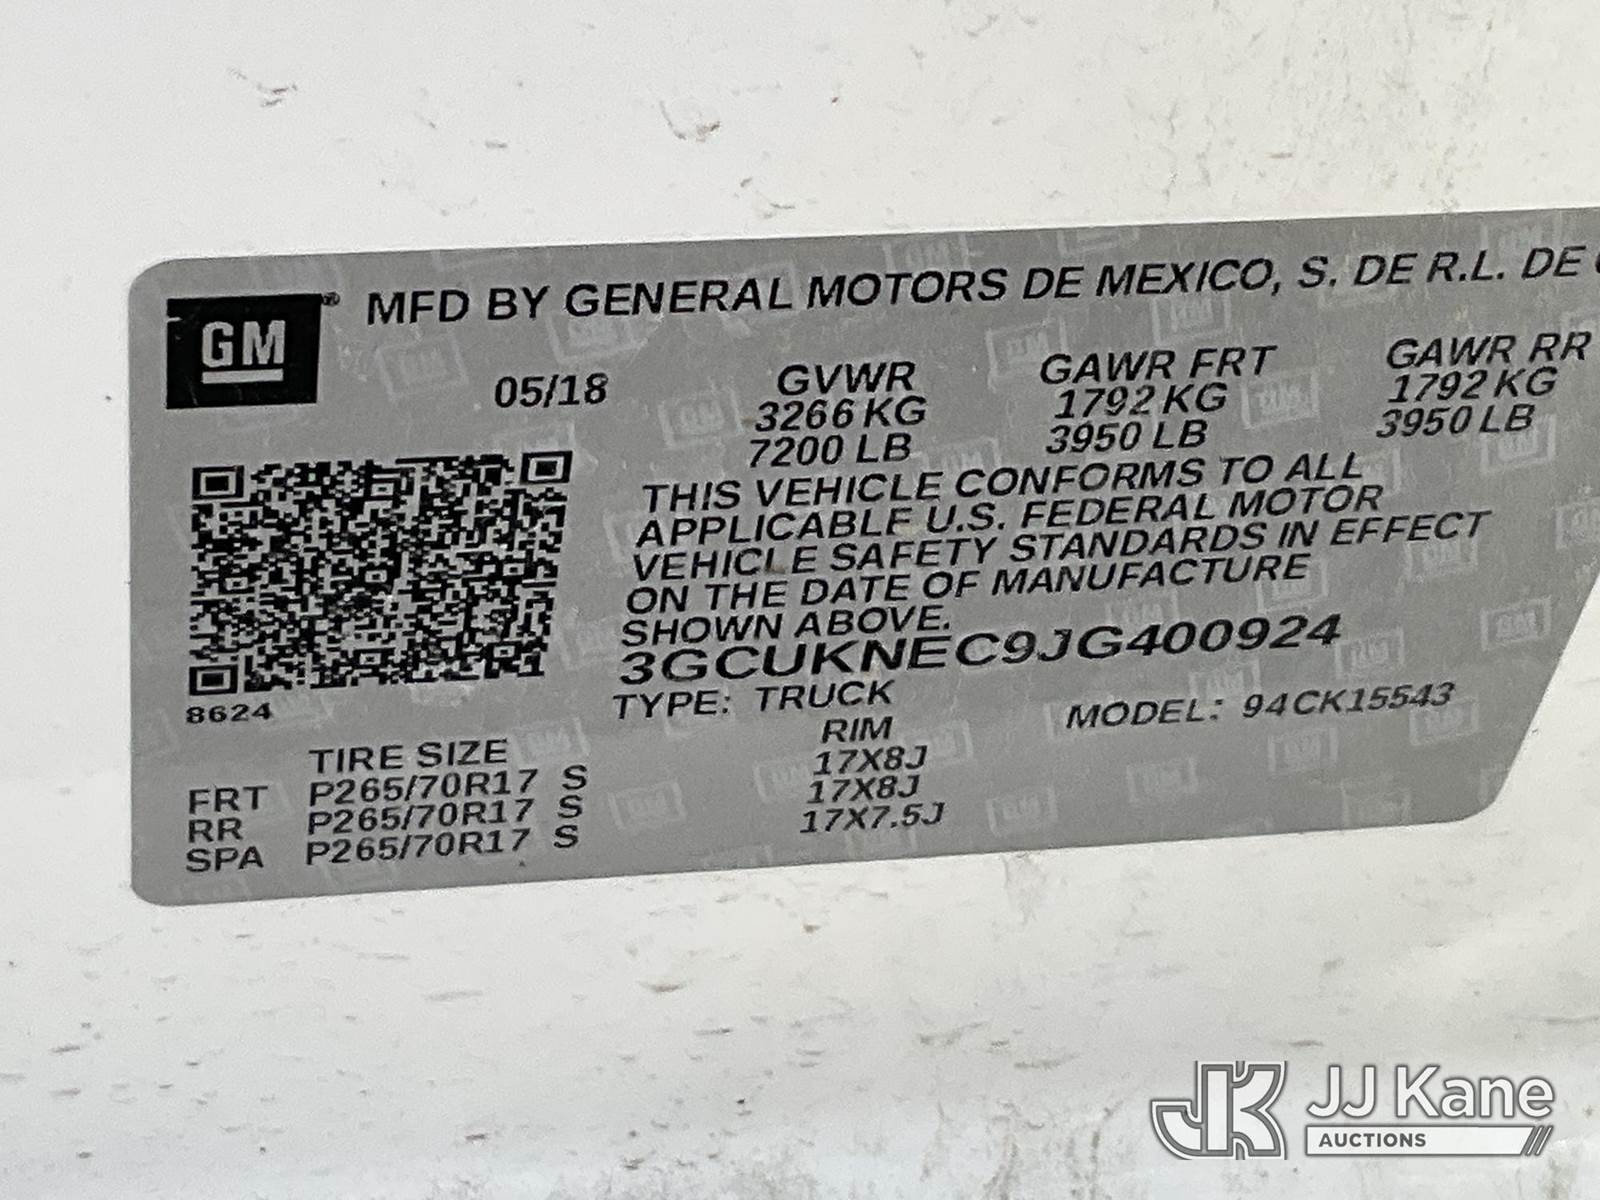 GM
® MFD BY GENERAL MOTORS DE MEXICO, S. DE R.L. DE
05/18
GVWR GAWR FRT GAWR RR
3266 KG 1792 KG 1792 KG
7200 LB 3950 LB 3950 LB
THIS VEHICLE CONFORMS TO ALL
APPLICABLE U.S. FEDERAL MOTOR
VEHICLE SAFETY STANDARDS IN EFFECT
ON THE DATE OF MANUFACTURE
SHOWN ABOVE.
3GCUKNEC9JG400924
8624
TYPE: TRUCK MODEL: 94CK15543
TIRE SIZE RIM
FRT P265/70R17 S 17X8J
RR P265/70R17 S 17X8J
SPA P265/70R17 S 17X7.5J
JK JJ Kane
AUCTIONS